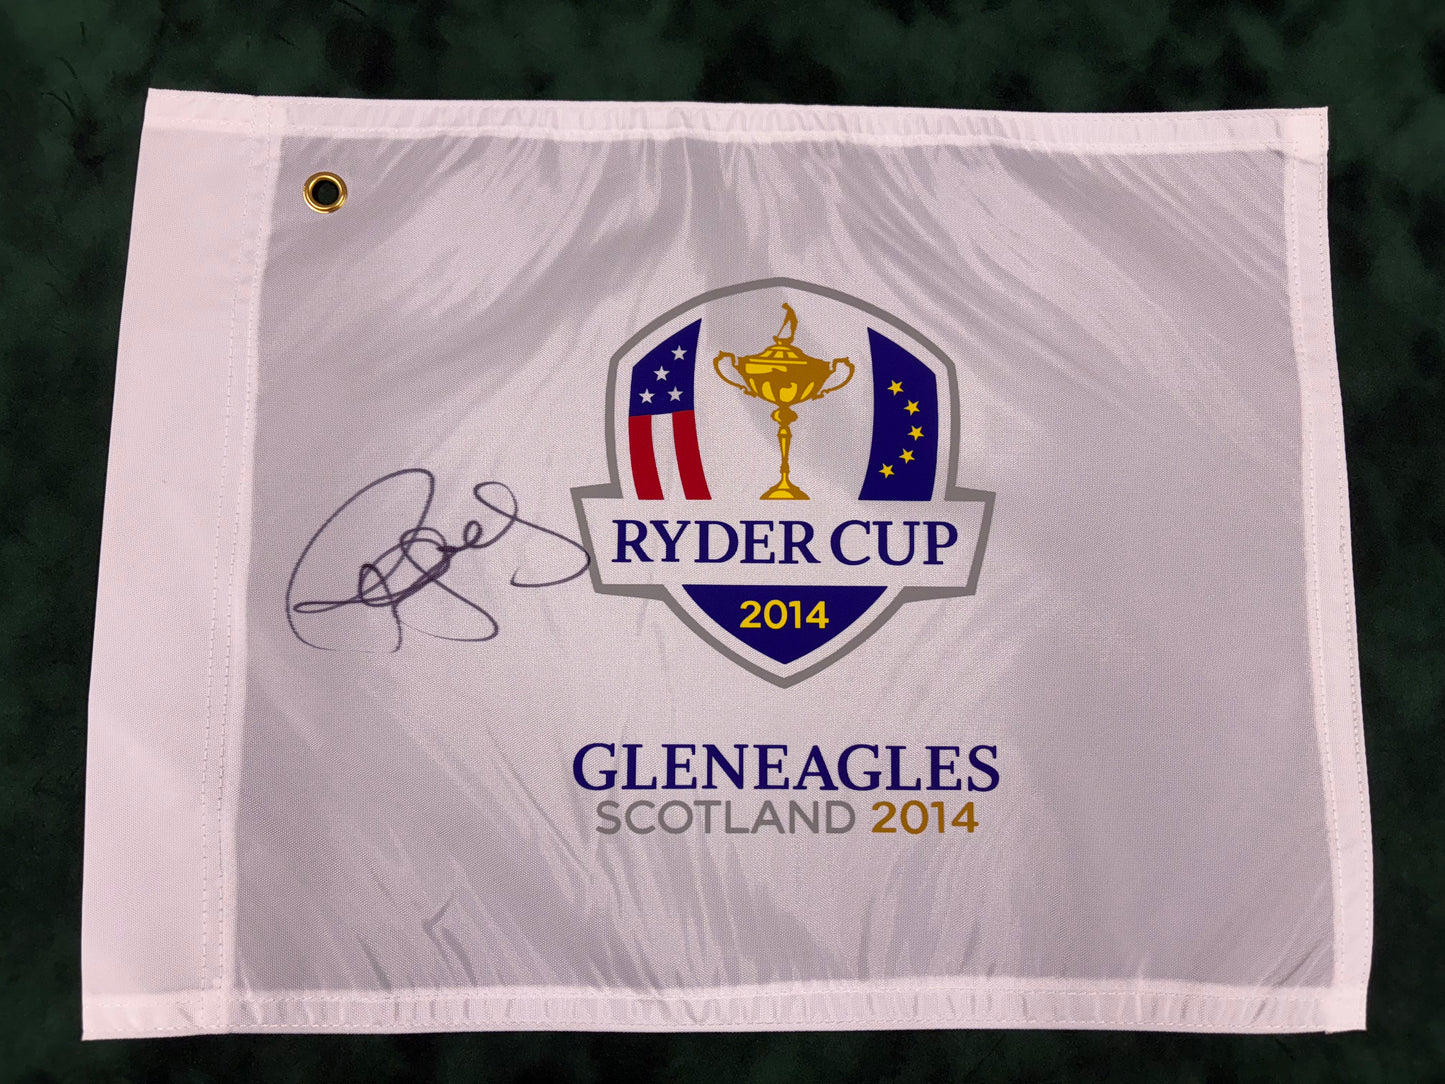 RYDER CUP
2014
GLENEAGLES
SCOTLAND 2014